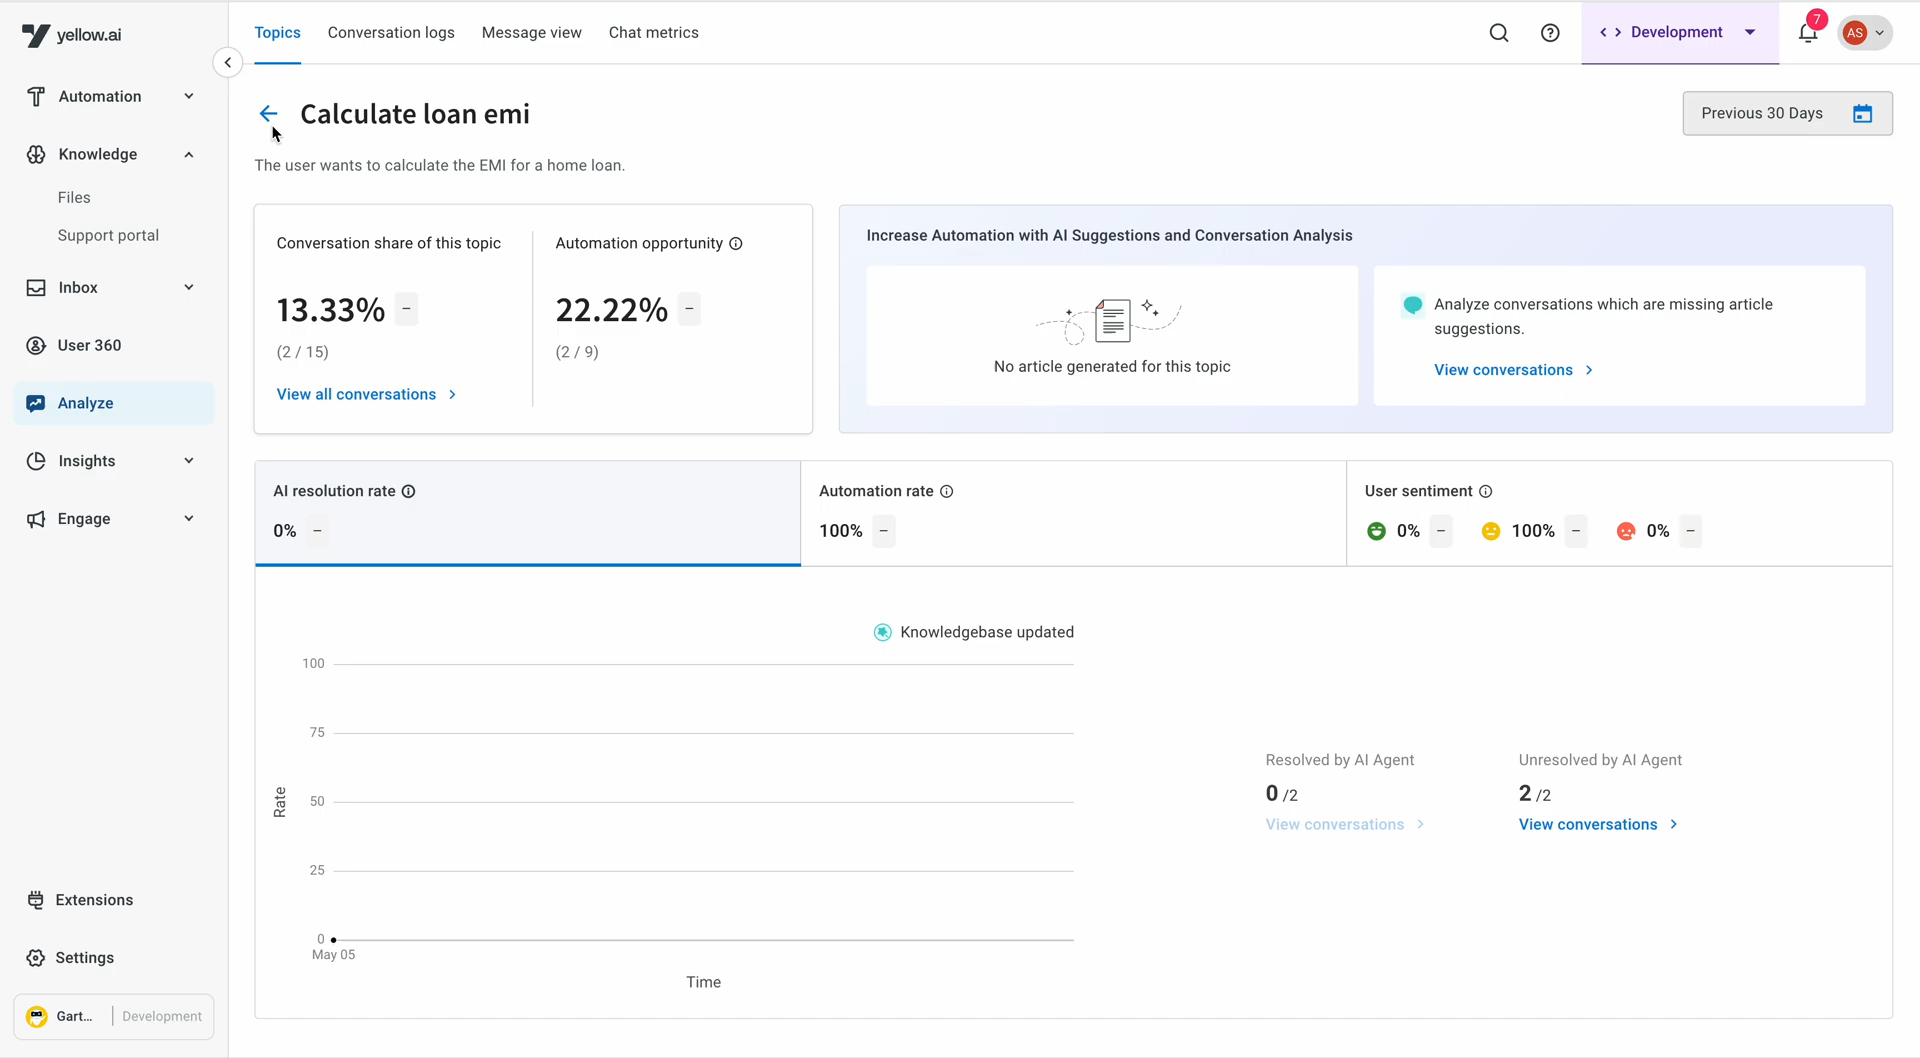 yellow.ai
Automation
Knowledge
Files
Support portal
Inbox
User 360
Analyze
Insights
Engage
Extensions
Settings
Gart... | Development
Topics Conversation logs Message view Chat metrics
Development
7
AS
Calculate loan emi
Previous 30 Days
The user wants to calculate the EMI for a home loan.
Conversation share of this topic
13.33% –
(2 / 15)
View all conversations
Automation opportunity
22.22% –
(2 / 9)
Increase Automation with AI Suggestions and Conversation Analysis
No article generated for this topic
Analyze conversations which are missing article
suggestions.
View conversations
AI resolution rate
0% –
Automation rate
100% –
User sentiment
0% – 100% – 0% –
Knowledgebase updated
100
75
50
25
0
Rate
May 05
Time
Resolved by AI Agent
0 /2
View conversations
Unresolved by AI Agent
2 /2
View conversations